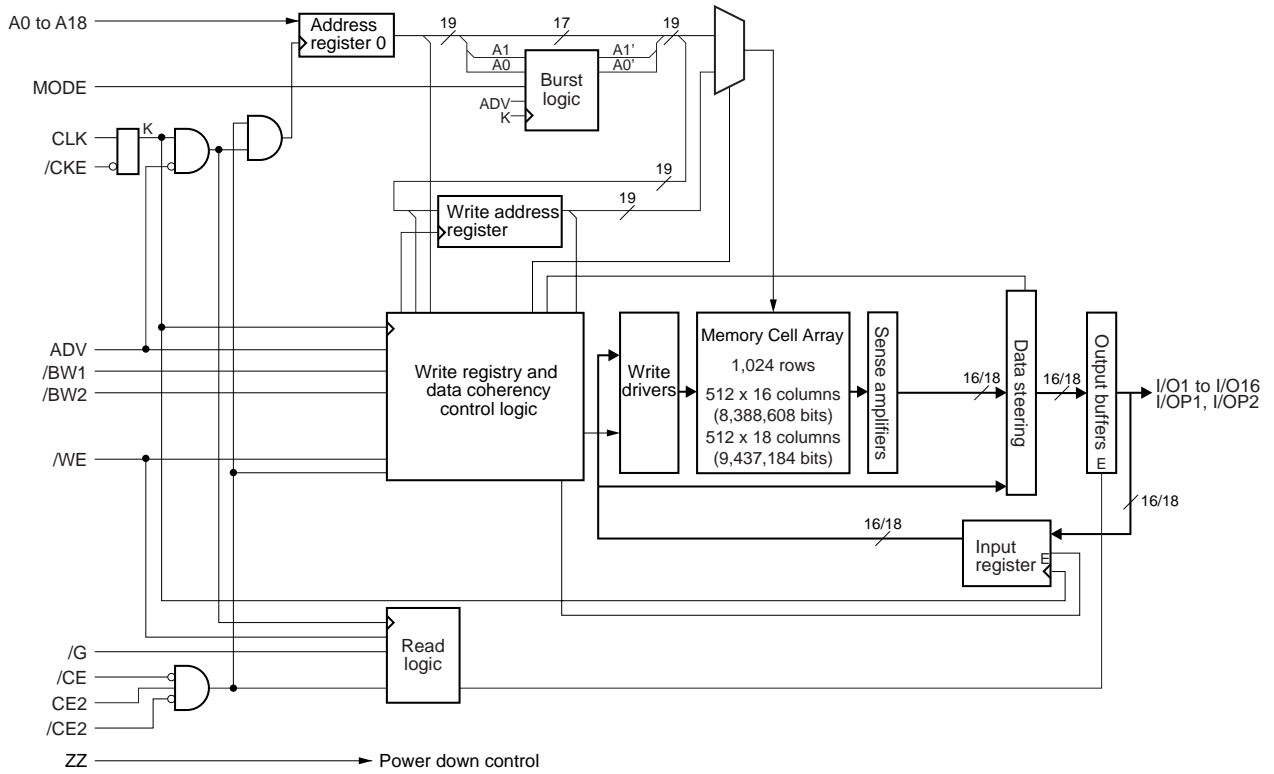 A0 to A18
Address
register 0
19
17
19
A1
A0
A1'
A0'
Burst
logic
ADV
K
MODE
CLK
K
/CKE
19
Write address
register
19
ADV
/BW1
/BW2
/WE
Write registry and
data coherency
control logic
Write
drivers
Memory Cell Array
1,024 rows
512 x 16 columns
(8,388,608 bits)
512 x 18 columns
(9,437,184 bits)
Sense amplifiers
16/18
Data steering
16/18
Output buffers
E
I/O1 to I/O16
I/OP1, I/OP2
16/18
16/18
Input
register
E
Read
logic
/G
/CE
CE2
/CE2
ZZ
Power down control